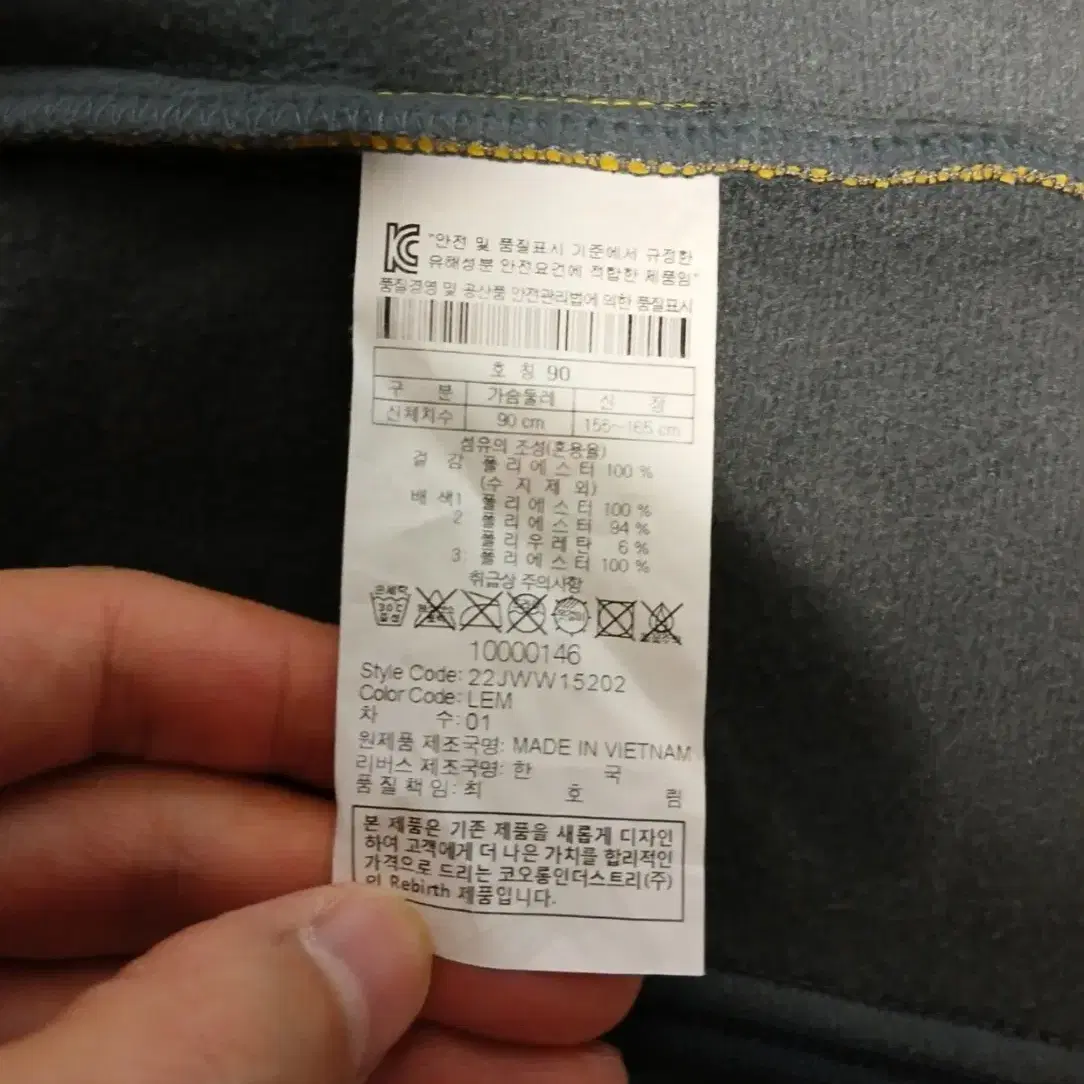 "안전 및 품질표시 기준에서 규정한
유해성분 안전요건에 적합한 제품임"
품질경영 및 공산품 안전관리법에 의한 품질표시
호 칭 90
구 분 가슴둘레 신 장
신체치수 90 cm 155~165 cm
섬유의 조성(혼용율)
겉 감 폴리에스터 100 %
(수 지 제 외)
배 색1 폴리에스터 100 %
2 폴리에스터 94 %
폴리우레탄 6 %
3 폴리에스터 100 %
취급상 주의사항
손세탁
30℃
중성
10000146
Style Code: 22JWW15202
Color Code: LEM
차 수: 01
원제품 제조국명: MADE IN VIETNAM
리버스 제조국명: 한 국
품 질 책 임: 최 호 림
본 제품은 기존 제품을 새롭게 디자인
하여 고객에게 더 나은 가치를 합리적인
가격으로 드리는 코오롱인더스트리(주)
의 Rebirth 제품입니다.